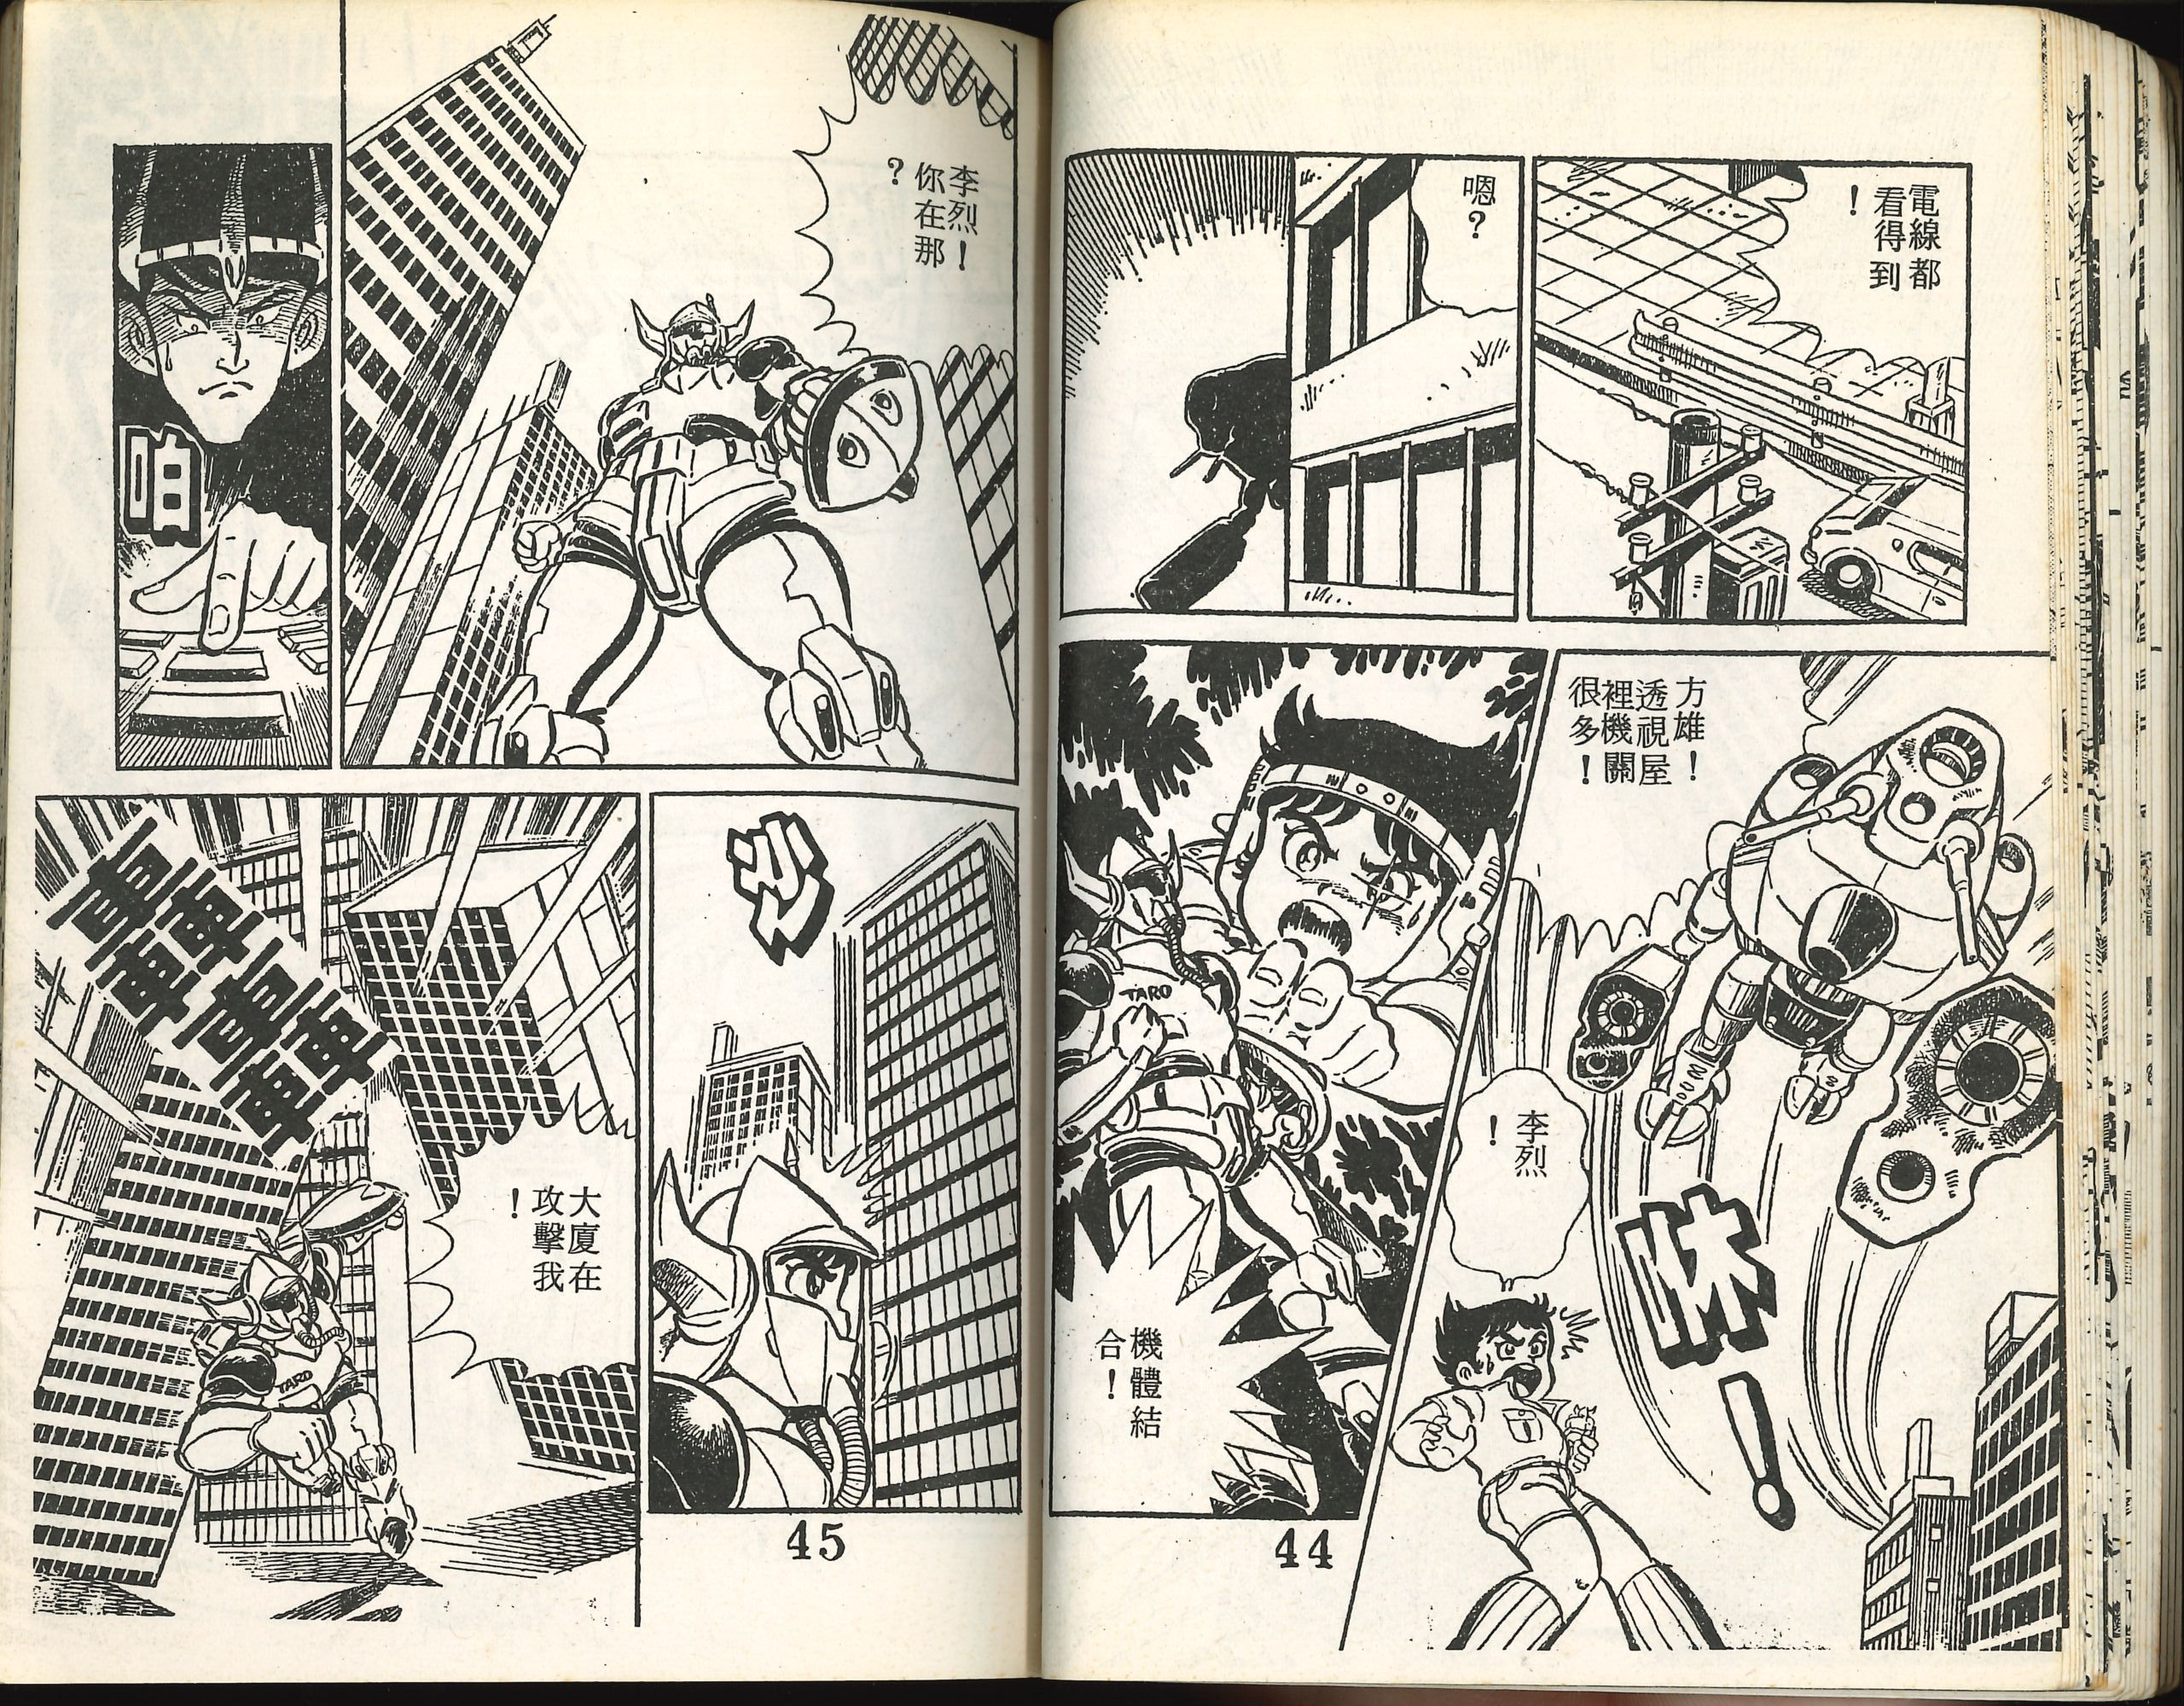 電線都
看得到
！
嗯？
方雄！
透視屋
裡機關
很多！
咻！
李烈
！
TARO
機體結
合！
44
李烈！
你在那
？
啪
沙
大廈在
攻擊我
！
轟轟
TARO
45